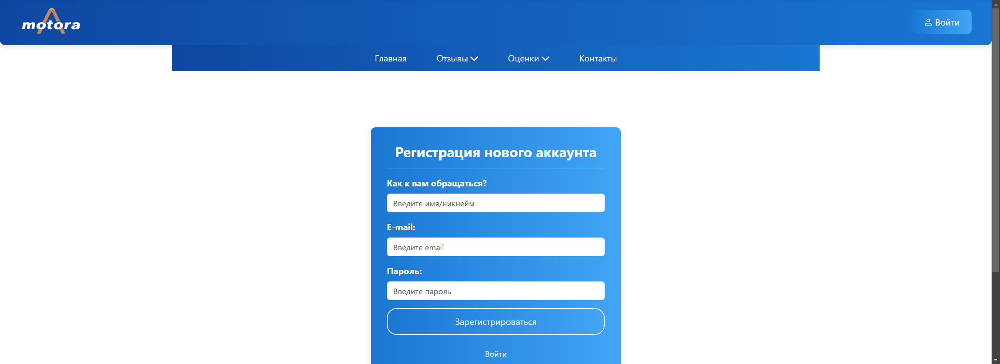 motora
Войти
Главная Отзывы Оценки Контакты
Регистрация нового аккаунта
Как к вам обращаться?
Введите имя/никнейм
E-mail:
Введите email
Пароль:
Введите пароль
Зарегистрироваться
Войти